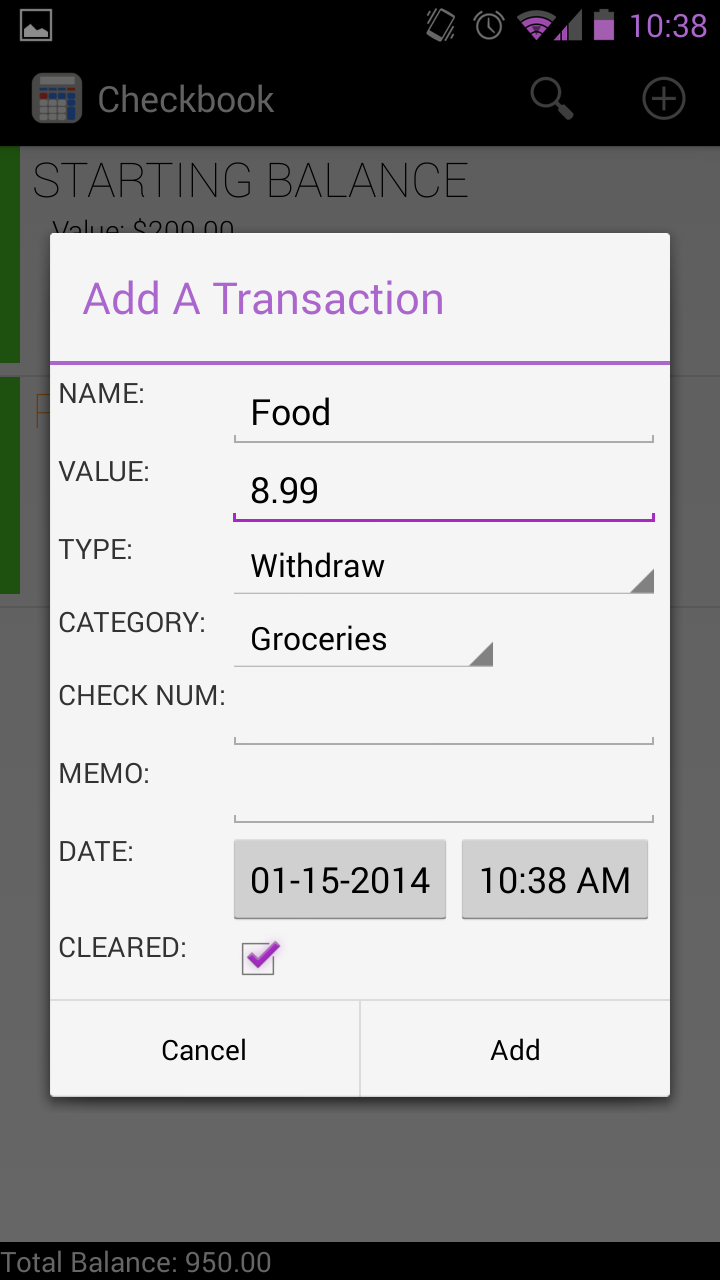 10:38
Checkbook
STARTING BALANCE
Value: $200.00
Add A Transaction
NAME: Food
VALUE: 8.99
TYPE: Withdraw
CATEGORY: Groceries
CHECK NUM:
MEMO:
DATE: 01-15-2014 10:38 AM
CLEARED:
Cancel Add
Total Balance: 950.00